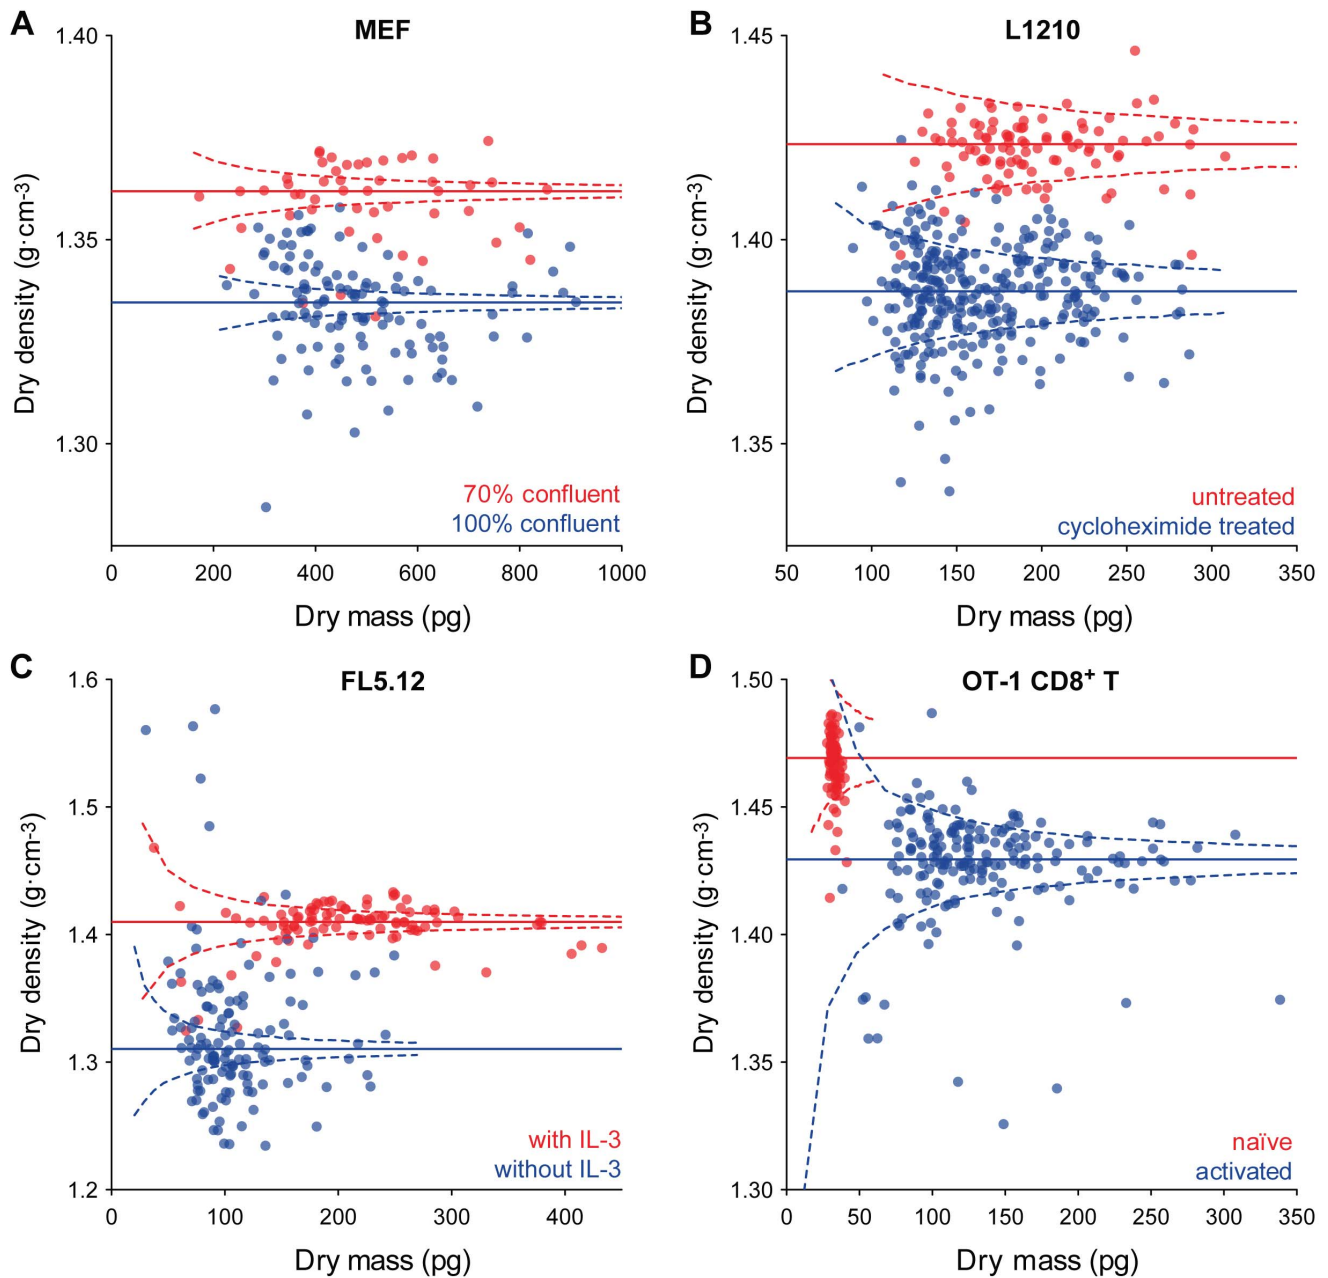 A
MEF
1.40
1.35
1.30
Dry density (g·cm-3)
0 200 400 600 800 1000
Dry mass (pg)
70% confluent
100% confluent
B
L1210
1.45
1.40
1.35
Dry density (g·cm-3)
50 100 150 200 250 300 350
Dry mass (pg)
untreated
cycloheximide treated
C
FL5.12
1.6
1.5
1.4
1.3
1.2
Dry density (g·cm-3)
0 100 200 300 400
Dry mass (pg)
with IL-3
without IL-3
D
OT-1 CD8+ T
1.50
1.45
1.40
1.35
1.30
Dry density (g·cm-3)
0 50 100 150 200 250 300 350
Dry mass (pg)
naïve
activated